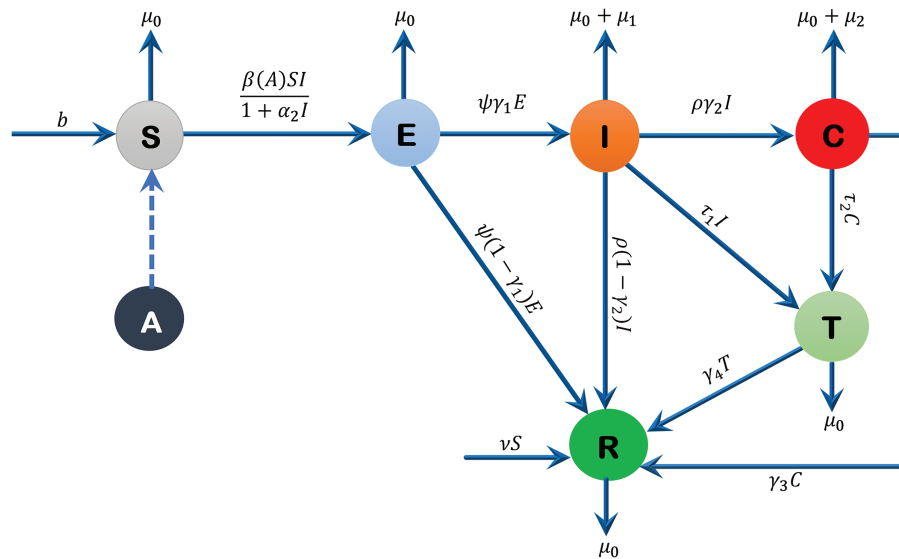 μ₀
μ₀
μ₀ + μ₁
μ₀ + μ₂
b
S
β(A)SI
1 + α₂I
E
ψγ₁E
I
ργ₂I
C
ψ(1 − γ₁)E
ρ(1 − γ₂)I
τ₁I
τ₂C
A
T
γ₄T
μ₀
νS
R
γ₃C
μ₀